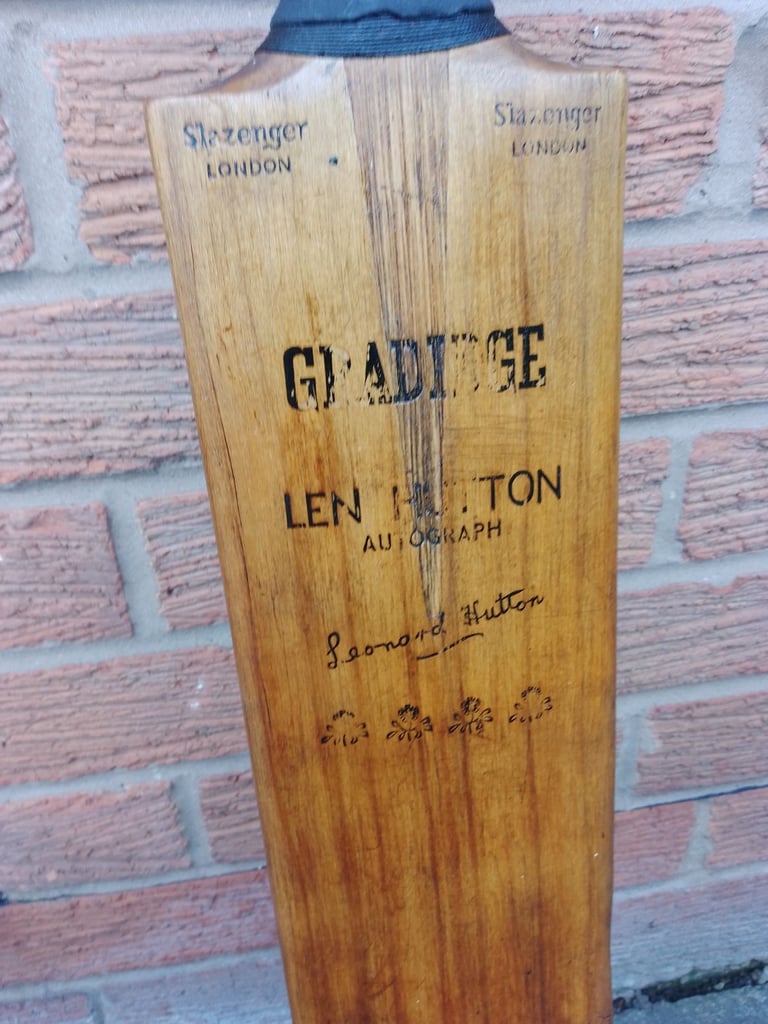 Slazenger
LONDON
Slazenger
LONDON
GRADIDGE
LEN HUTTON
AUTOGRAPH
Leonard Hutton